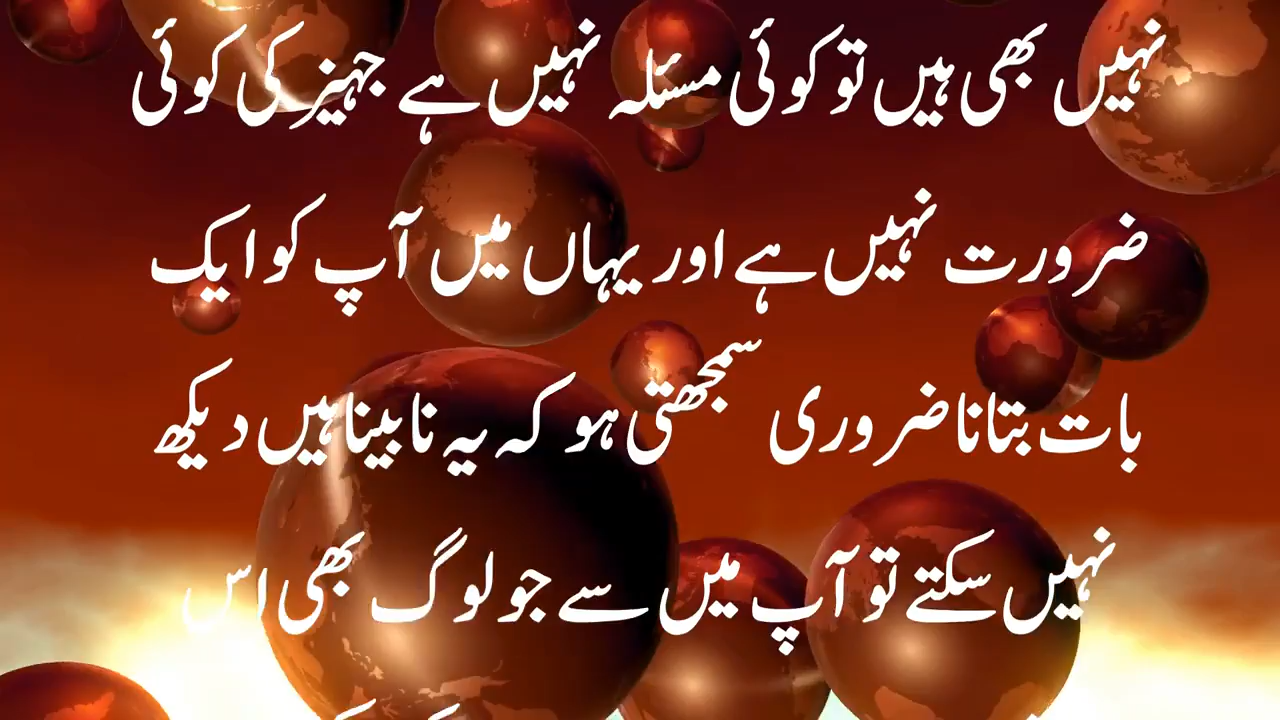 نہیں بھی ہیں تو کوئی مسئلہ نہیں ہے جہیز کی کوئی
ضرورت نہیں ہے اور یہاں میں آپ کو ایک
بات بتانا ضروری سمجھتی ہو کہ یہ نابینا ہیں دیکھ
نہیں سکتے تو آپ میں سے جو لوگ بھی اس